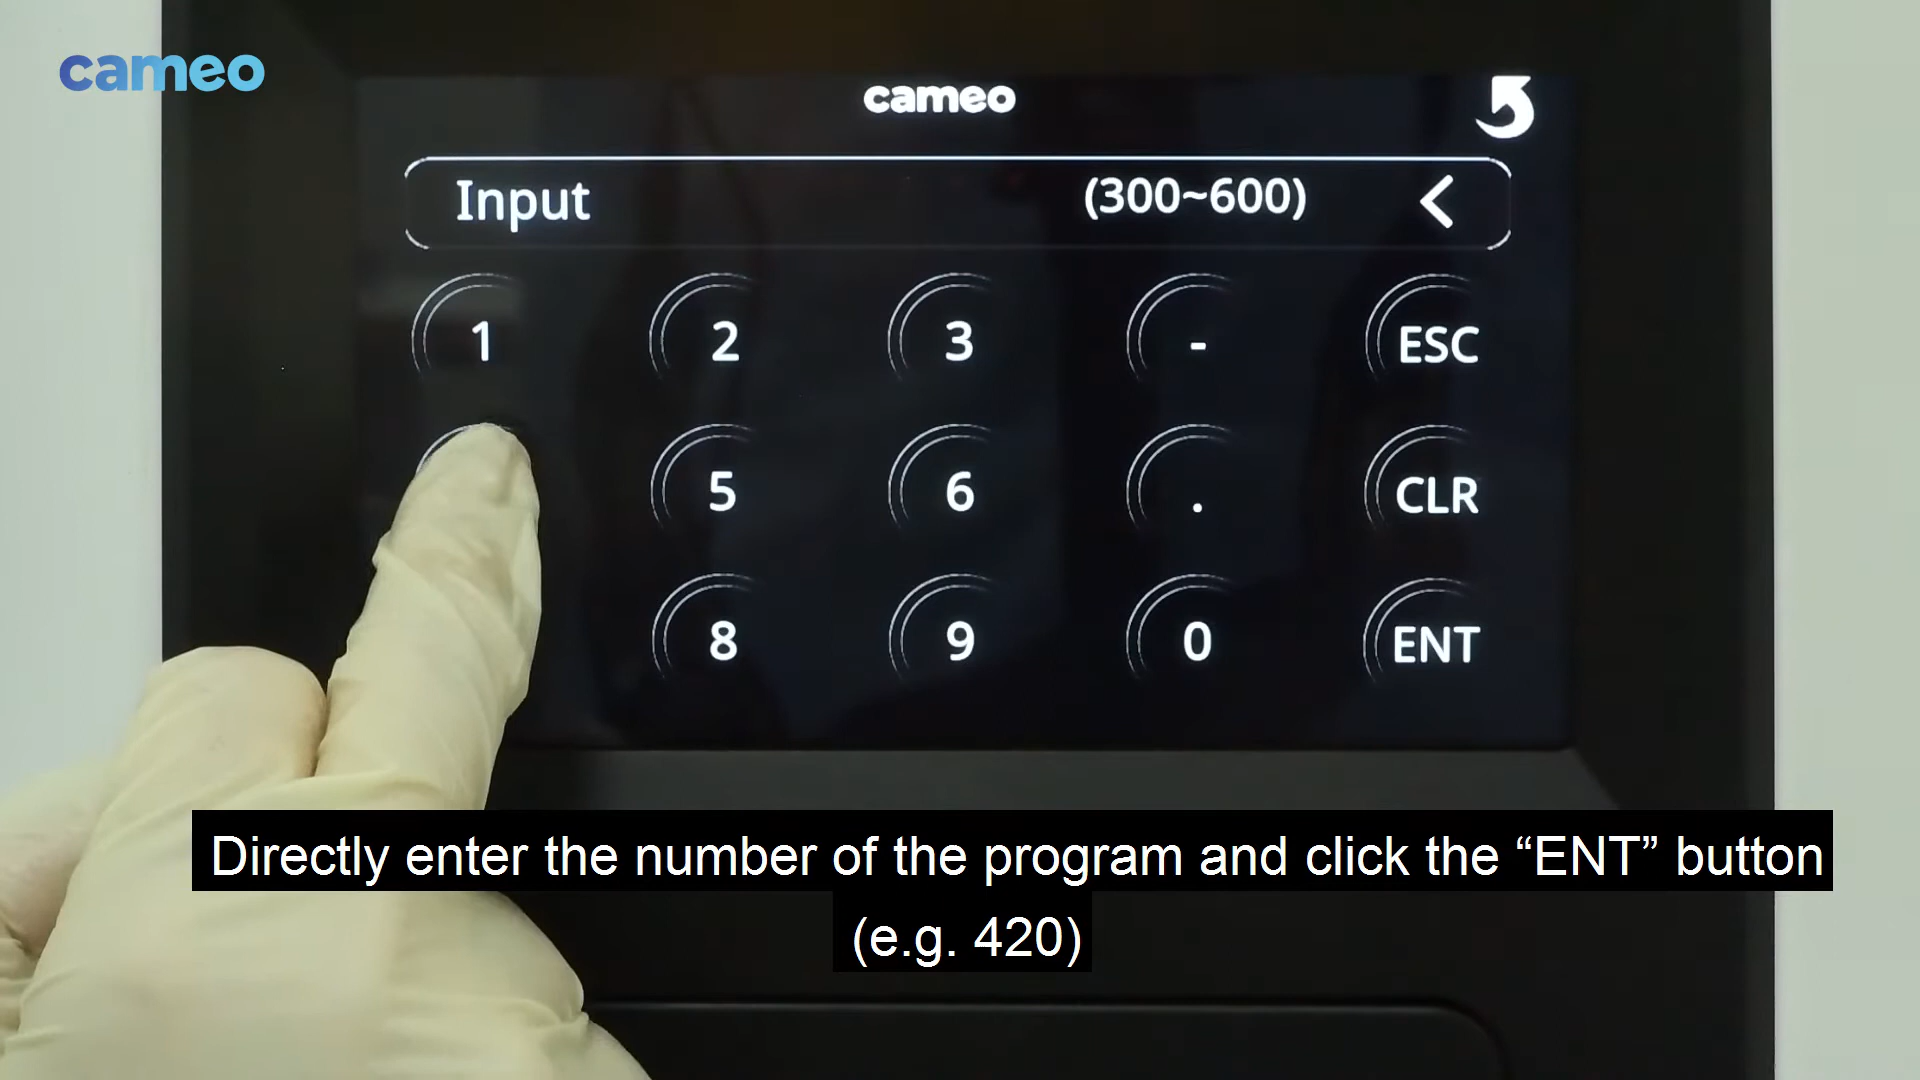 cameo
cameo
Input (300~600) <
1 2 3 - ESC
5 6 . CLR
8 9 0 ENT
Directly enter the number of the program and click the “ENT” button
(e.g. 420)